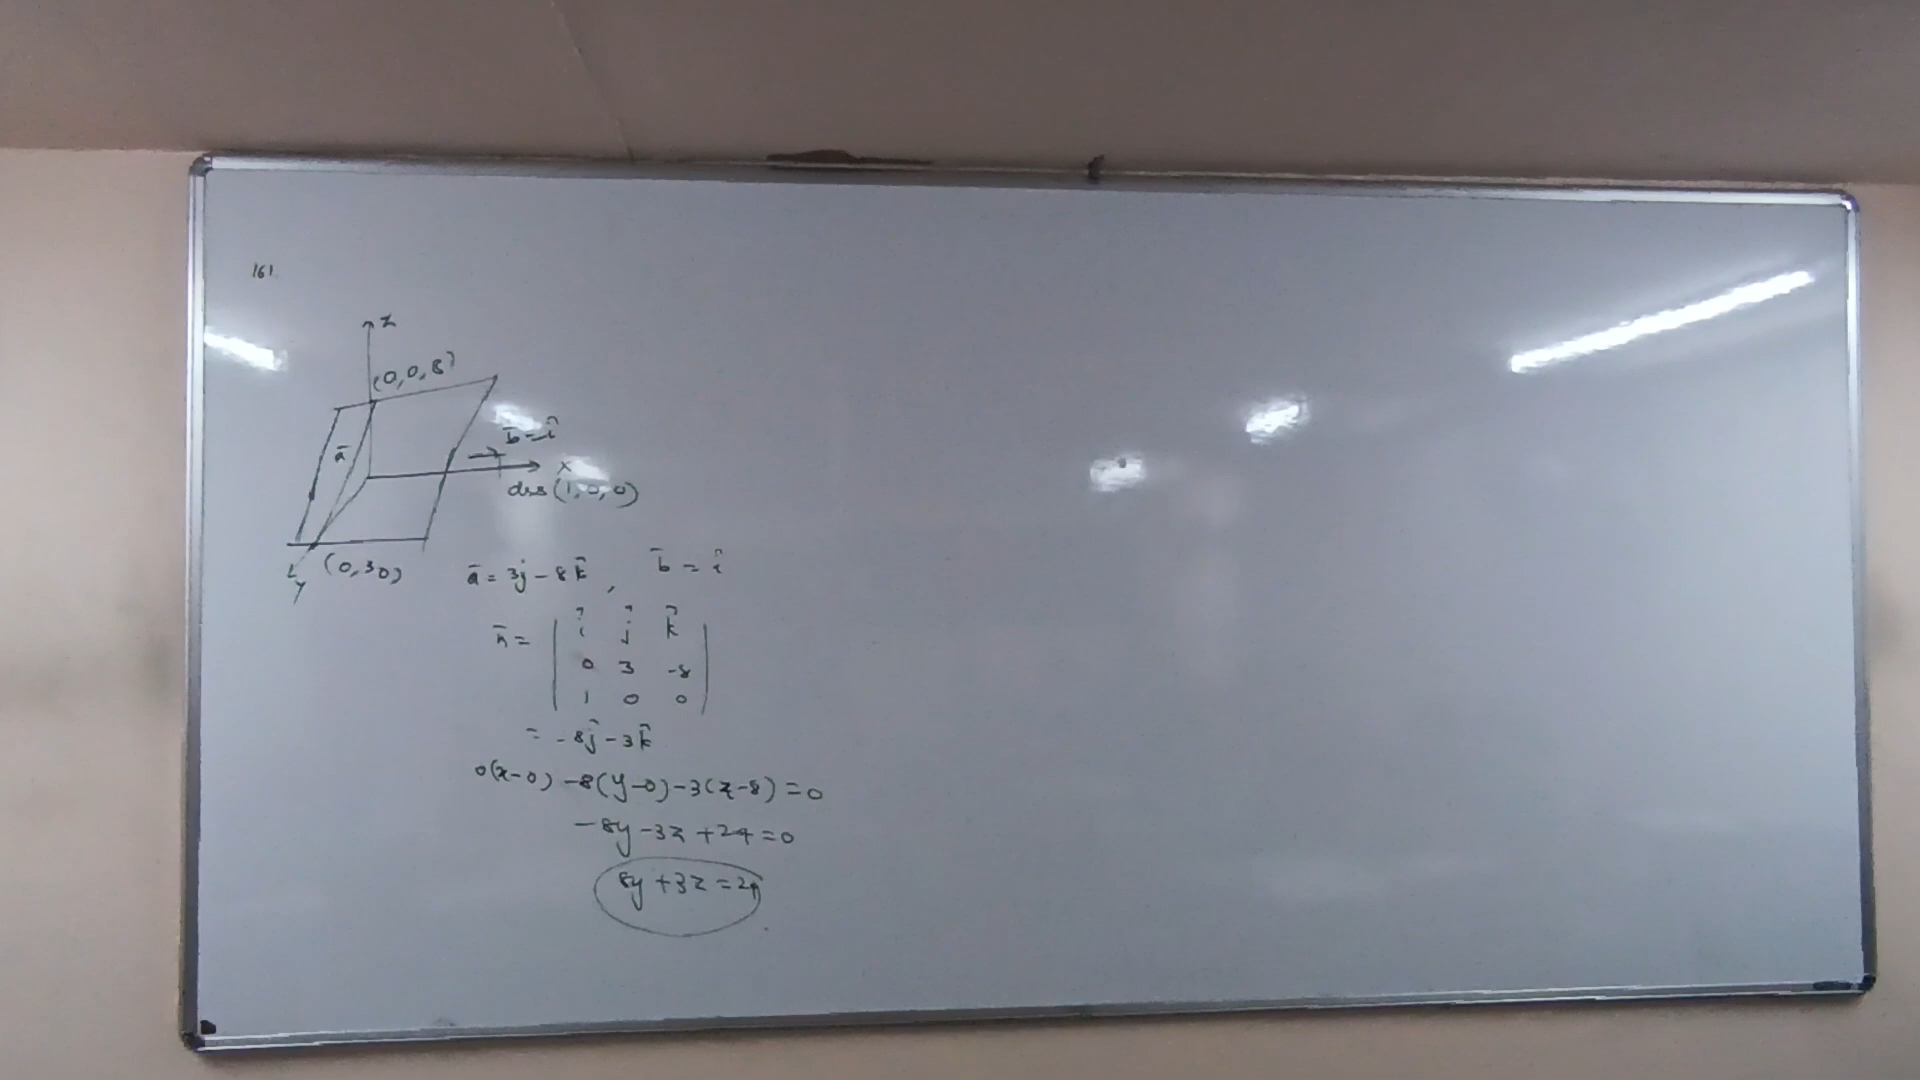 161.
z
(0,0,8)
ā
b̄ = î
x
drs (1,0,0)
(0,3,0)
y
ā = 3ĵ - 8k̂ , b̄ = î
n̄ = | î ĵ k̂
0 3 -8
1 0 0 |
= -8ĵ - 3k̂
0(x-0) -8(y-0) -3(z-8) = 0
-8y - 3z + 24 = 0
8y + 3z = 24